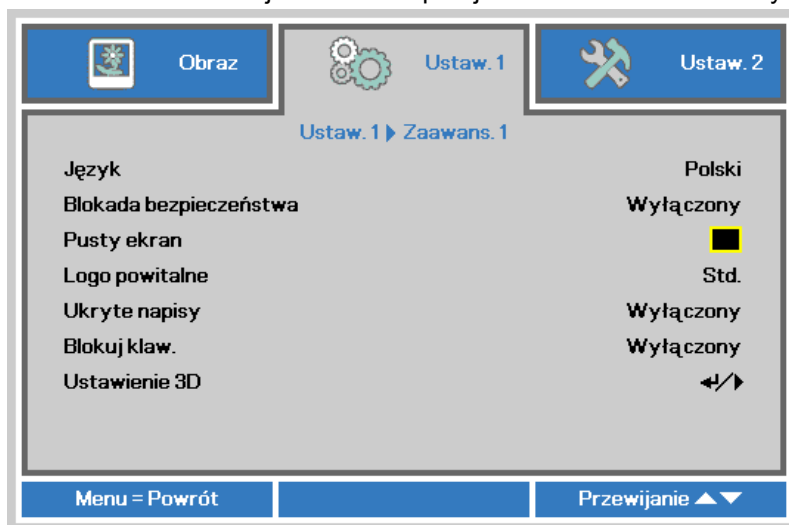 Obraz
Ustaw. 1
Ustaw. 2
Ustaw. 1 Zaawans. 1
Język Polski
Blokada bezpieczeństwa Wyłączony
Pusty ekran
Logo powitalne Std.
Ukryte napisy Wyłączony
Blokuj klaw. Wyłączony
Ustawienie 3D ↵/▶
Menu = Powrót
Przewijanie ▲▼